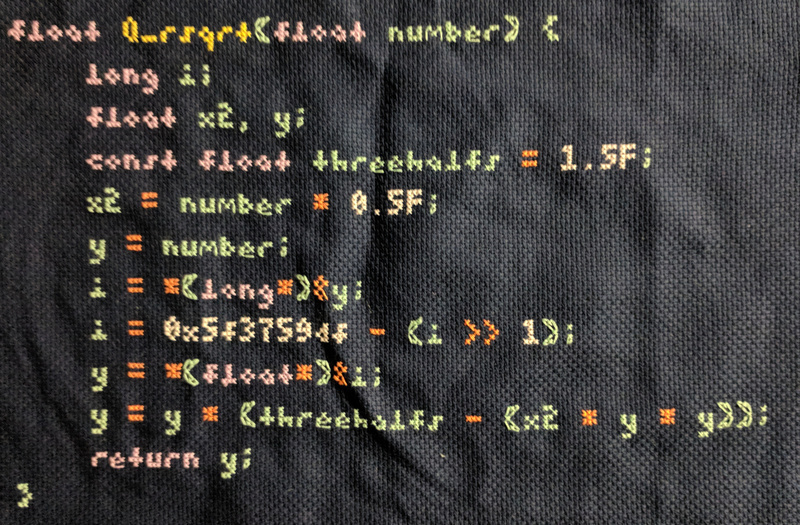 float Q_rsqrt(float number) {
long i;
float x2, y;
const float threehalfs = 1.5F;
x2 = number * 0.5F;
y = number;
i = *(long*)&y;
i = 0x5f3759df - (i >> 1);
y = *(float*)&i;
y = y * (threehalfs - (x2 * y * y));
return y;
}